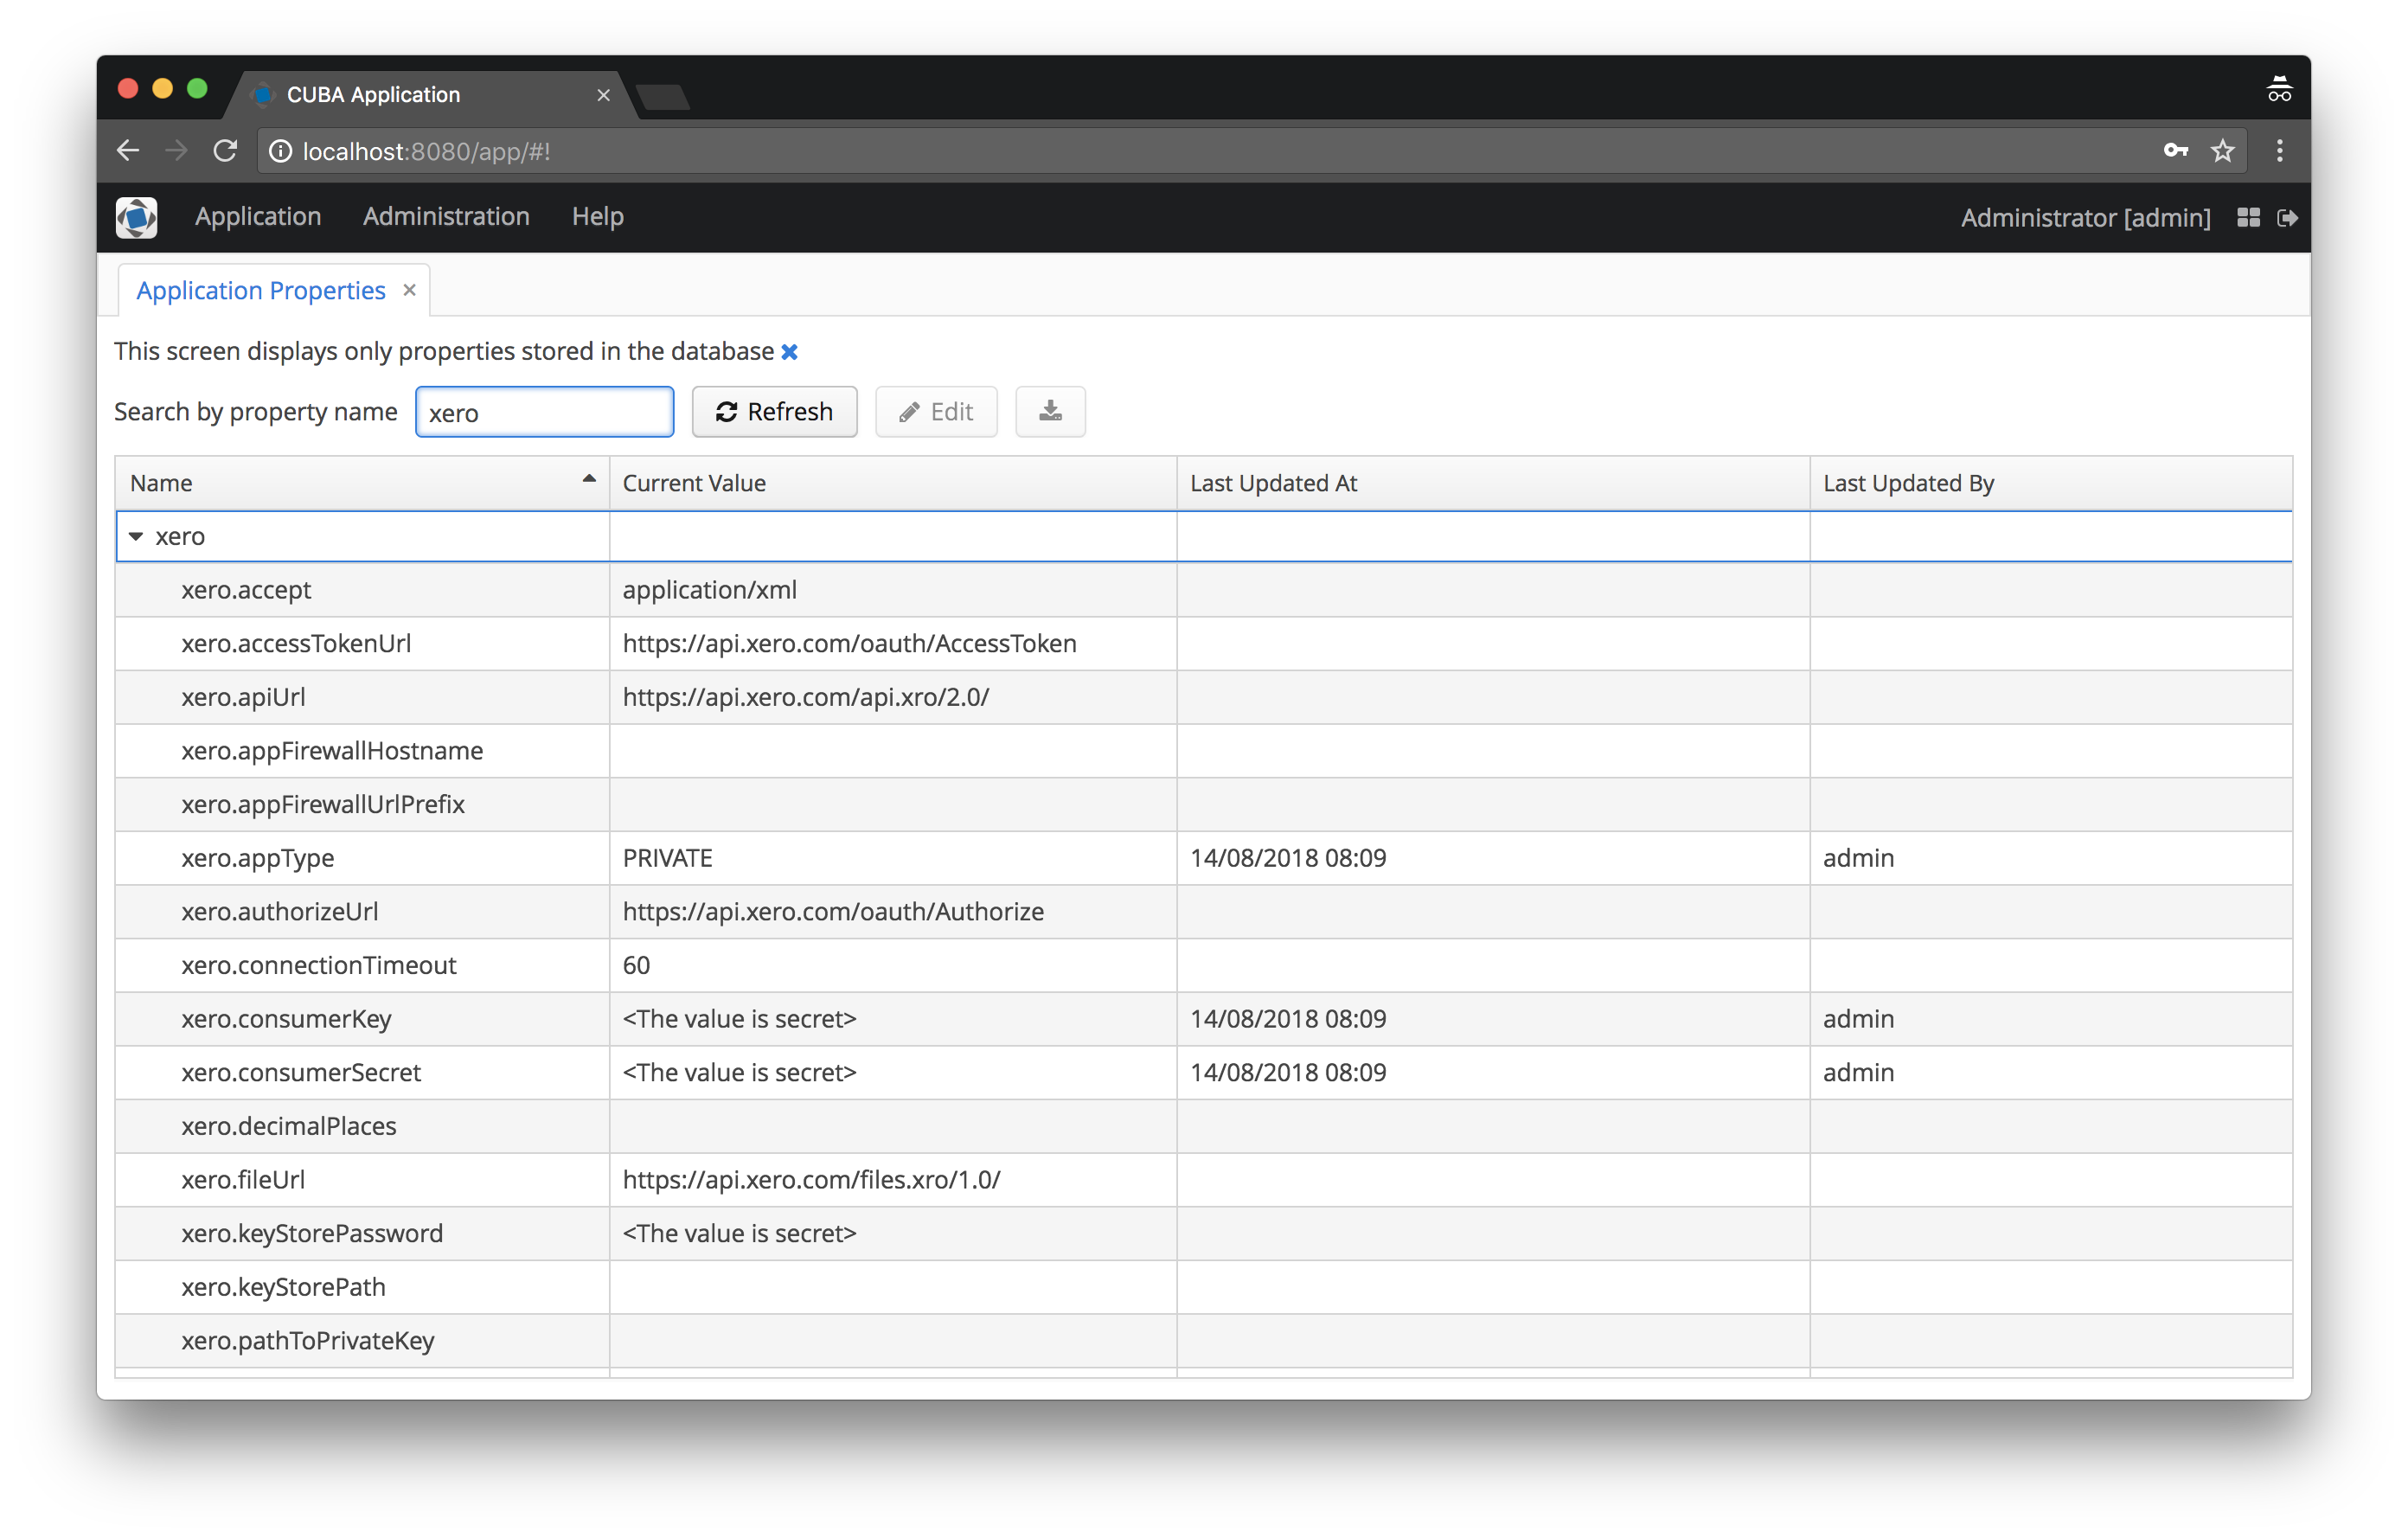 CUBA Application
localhost:8080/app/#!
Application Administration Help Administrator [admin]
Application Properties
This screen displays only properties stored in the database
Search by property name xero Refresh Edit
Name Current Value Last Updated At Last Updated By
xero
xero.accept application/xml
xero.accessTokenUrl https://api.xero.com/oauth/AccessToken
xero.apiUrl https://api.xero.com/api.xro/2.0/
xero.appFirewallHostname
xero.appFirewallUrlPrefix
xero.appType PRIVATE 14/08/2018 08:09 admin
xero.authorizeUrl https://api.xero.com/oauth/Authorize
xero.connectionTimeout 60
xero.consumerKey <The value is secret> 14/08/2018 08:09 admin
xero.consumerSecret <The value is secret> 14/08/2018 08:09 admin
xero.decimalPlaces
xero.fileUrl https://api.xero.com/files.xro/1.0/
xero.keyStorePassword <The value is secret>
xero.keyStorePath
xero.pathToPrivateKey